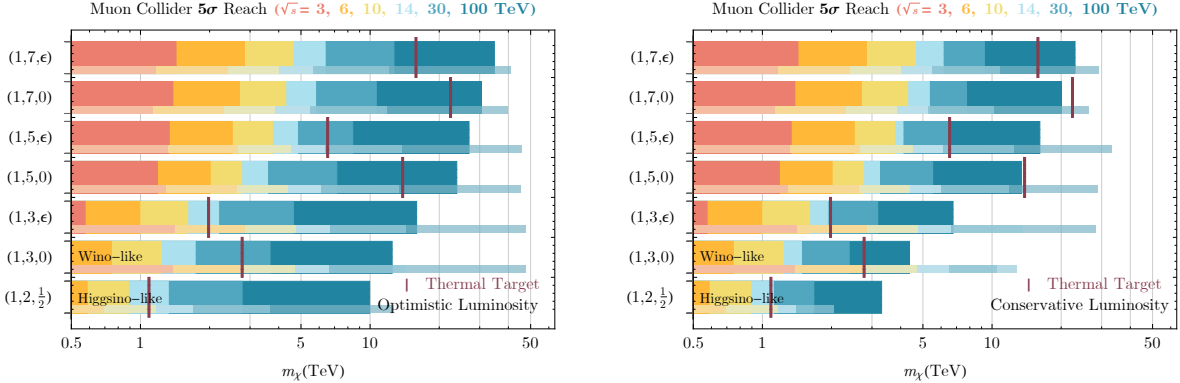 Muon Collider 5σ Reach (√s = 3, 6, 10, 14, 30, 100 TeV)
(1,7,ϵ)
(1,7,0)
(1,5,ϵ)
(1,5,0)
(1,3,ϵ)
(1,3,0)
(1,2,1/2)
Wino-like
Higgsino-like
Thermal Target
Optimistic Luminosity
0.5 1 5 10 50
mχ(TeV)
Muon Collider 5σ Reach (√s = 3, 6, 10, 14, 30, 100 TeV)
(1,7,ϵ)
(1,7,0)
(1,5,ϵ)
(1,5,0)
(1,3,ϵ)
(1,3,0)
(1,2,1/2)
Wino-like
Higgsino-like
Thermal Target
Conservative Luminosity
0.5 1 5 10 50
mχ(TeV)